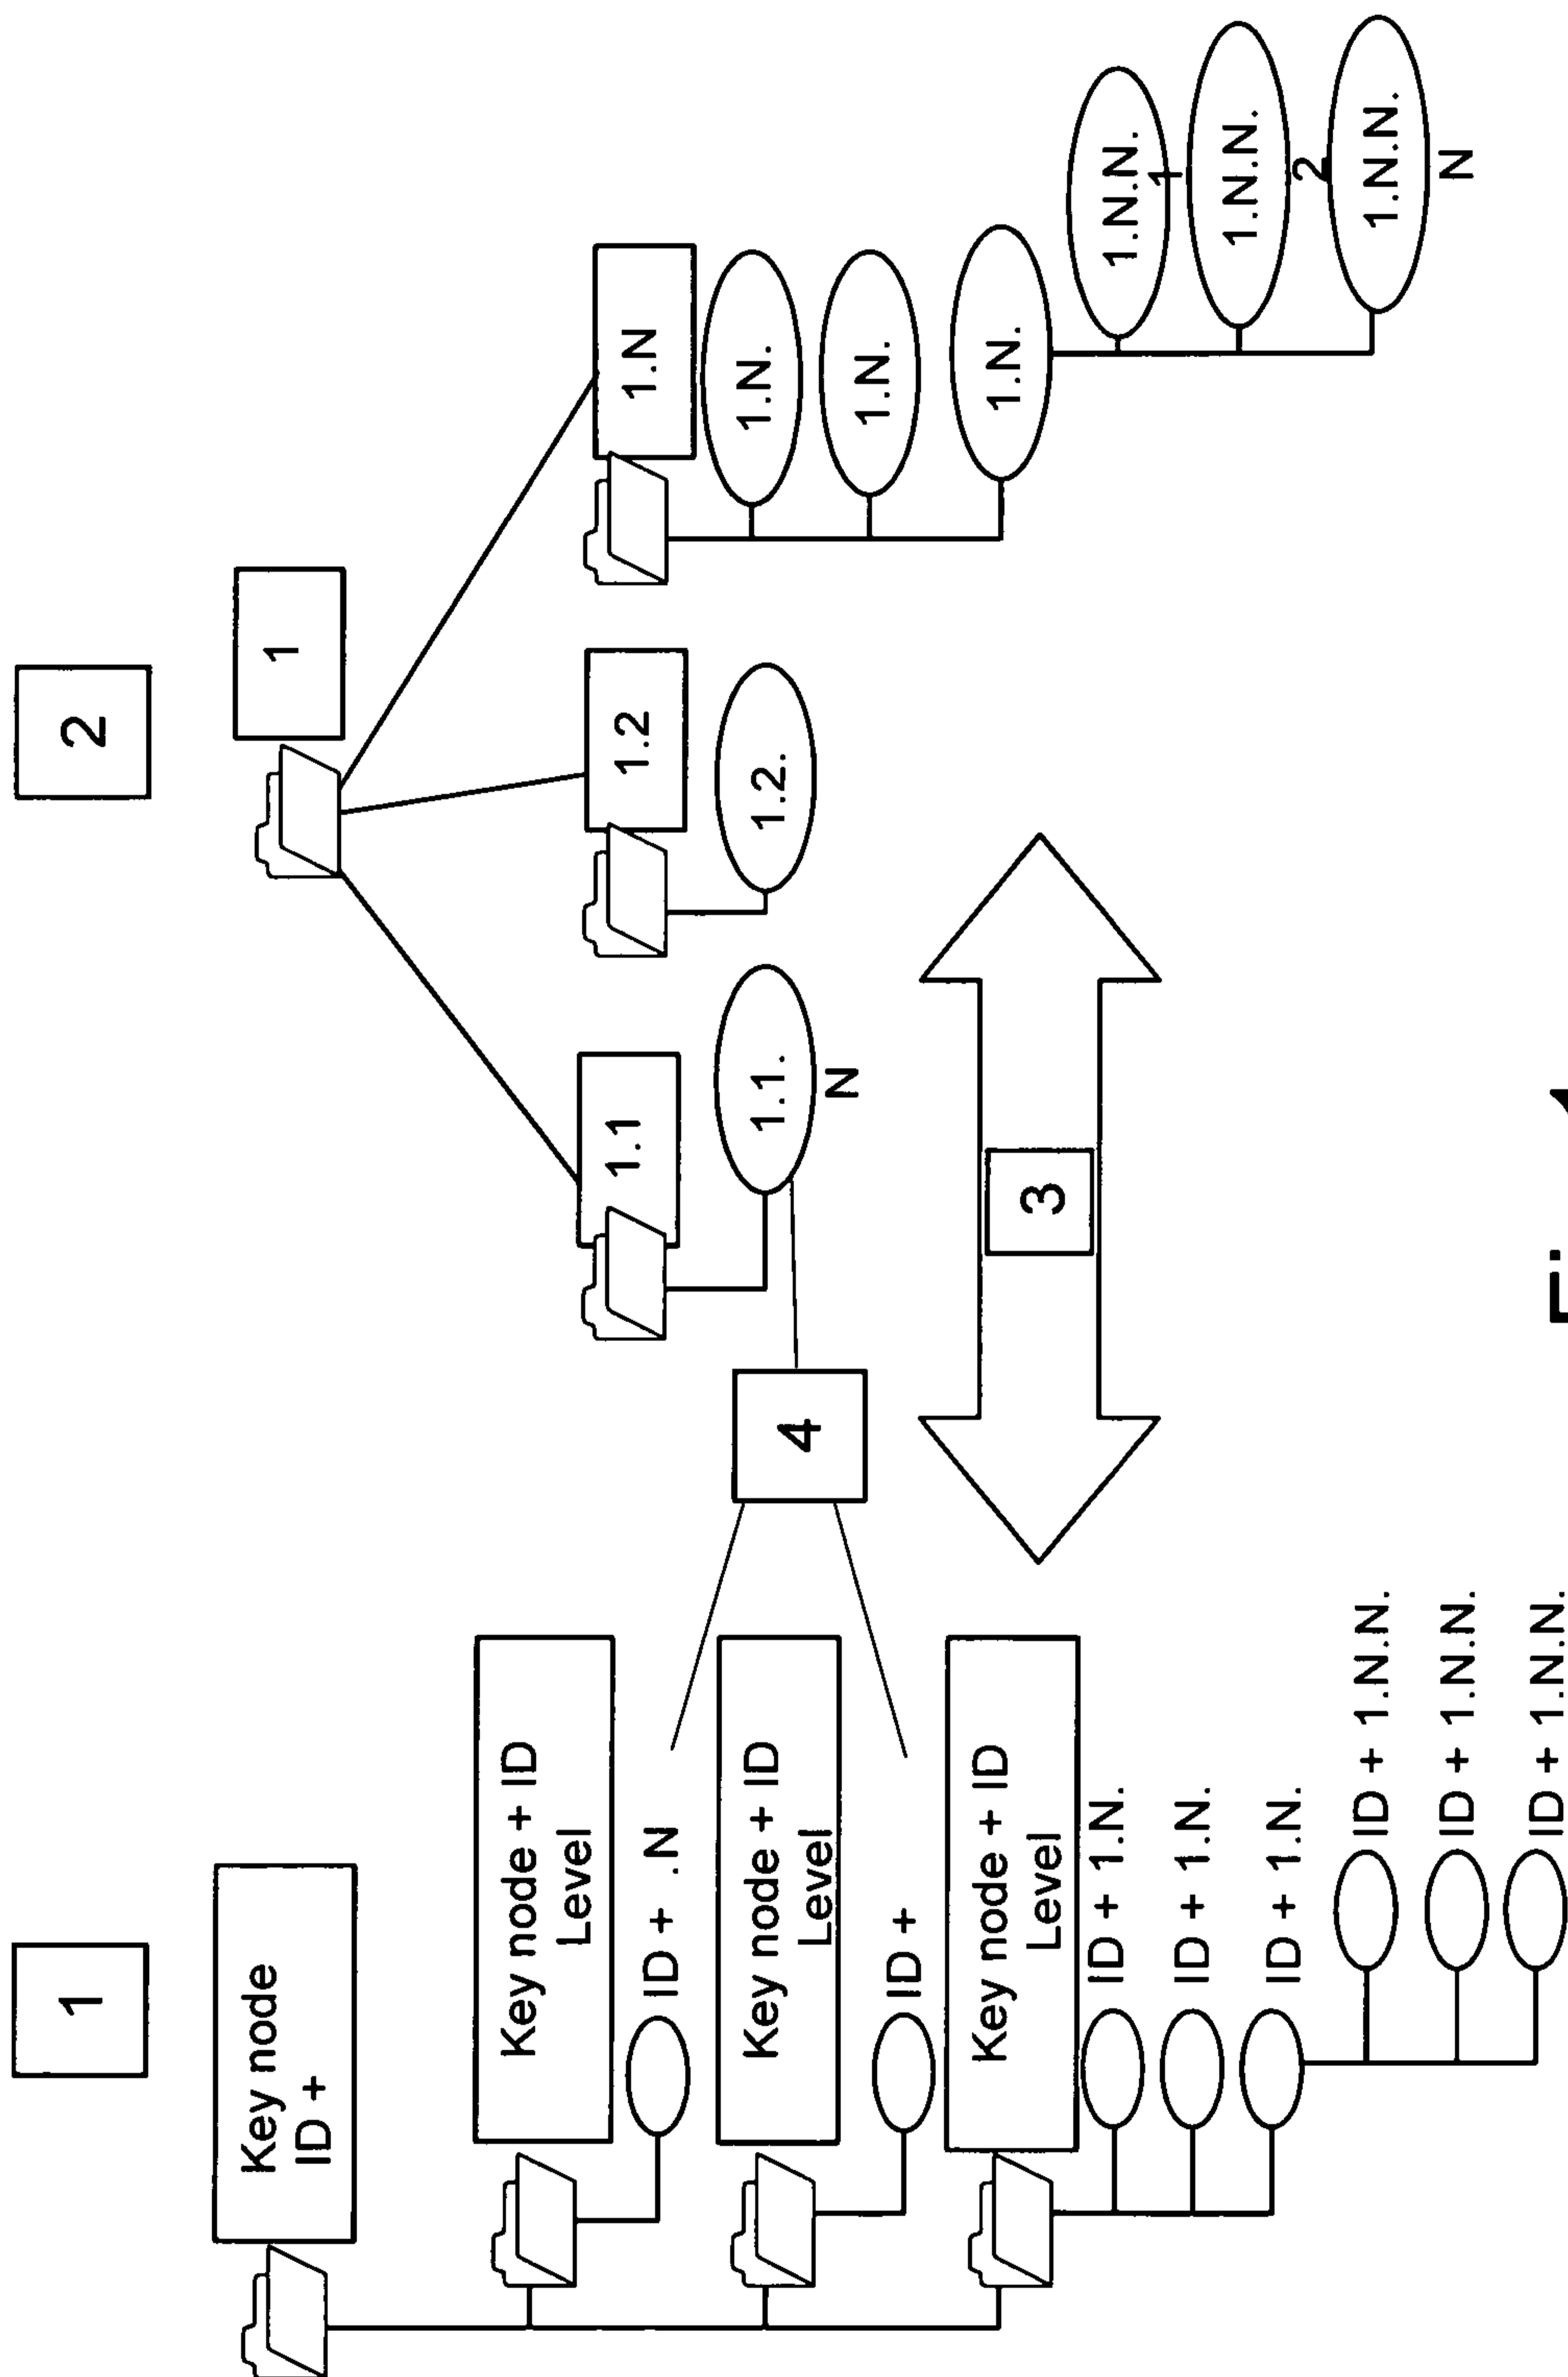 1
Key node
ID +
Key node + ID
Level
ID + .N
Key node + ID
Level
ID +
Key node + ID
Level
ID + 1.N.
ID + 1.N.
ID + 1.N.
ID + 1.N.N.
ID + 1.N.N.
ID + 1.N.N.
2
1
1.1
1.1.
N
1.2
1.2.
1.N
1.N.
1.N.
1.N.
1.N.N.
1
1.N.N.
2
1.N.N.
N
4
3